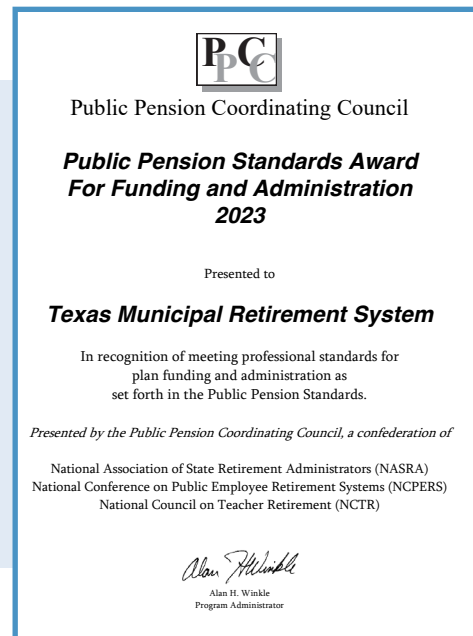 PPCC
Public Pension Coordinating Council
Public Pension Standards Award
For Funding and Administration
2023
Presented to
Texas Municipal Retirement System
In recognition of meeting professional standards for
plan funding and administration as
set forth in the Public Pension Standards.
Presented by the Public Pension Coordinating Council, a confederation of
National Association of State Retirement Administrators (NASRA)
National Conference on Public Employee Retirement Systems (NCPERS)
National Council on Teacher Retirement (NCTR)
Alan H Winkle
Alan H. Winkle
Program Administrator